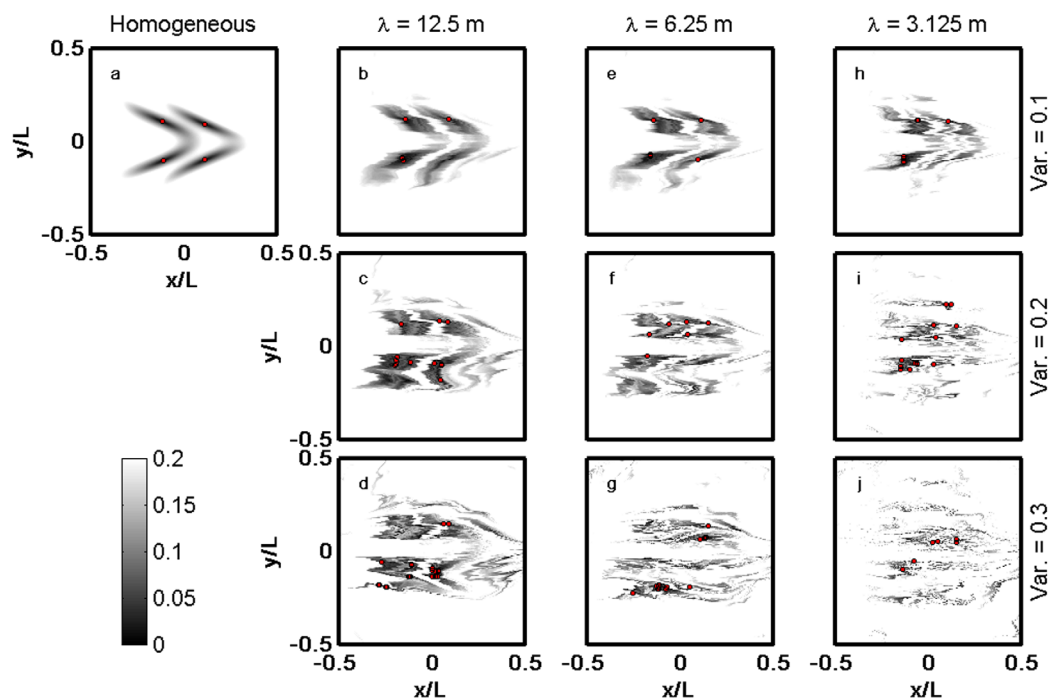 Homogeneous λ = 12.5 m λ = 6.25 m λ = 3.125 m
0.5
a b e h
y/L 0 Var. = 0.1
-0.5
-0.5 0 0.5
x/L
0.5
c f i
y/L 0 Var. = 0.2
-0.5
0.2
0.15
0.1
0.05
0
0.5
d g j
y/L 0 Var. = 0.3
-0.5
-0.5 0 0.5 -0.5 0 0.5 -0.5 0 0.5
x/L x/L x/L